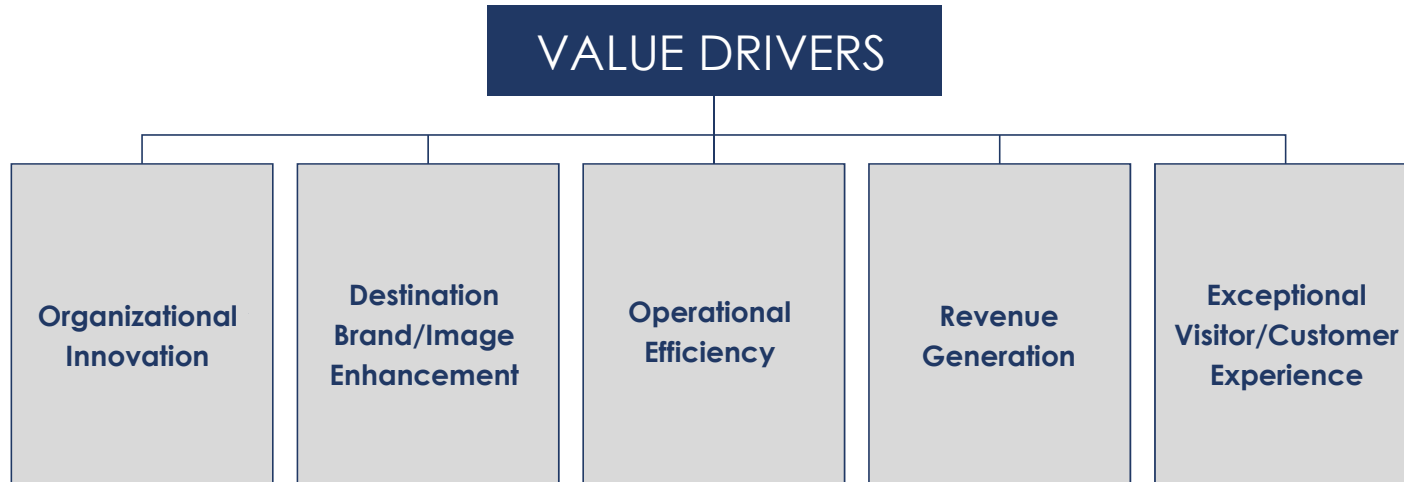 VALUE DRIVERS
Organizational
Innovation
Destination
Brand/Image
Enhancement
Operational
Efficiency
Revenue
Generation
Exceptional
Visitor/Customer
Experience